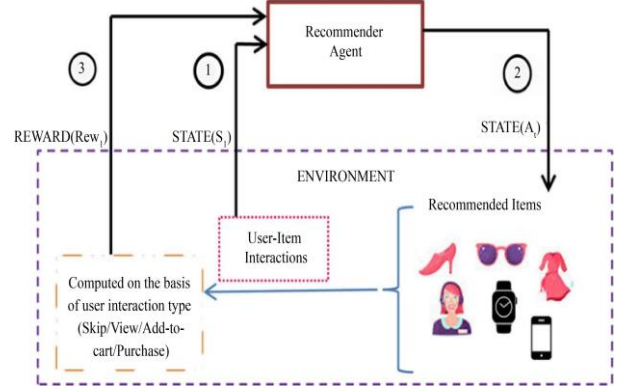 Recommender
Agent
3
1
2
REWARD(Rew_t)
STATE(S_t)
STATE(A_t)
ENVIRONMENT
Recommended Items
User-Item
Interactions
Computed on the basis
of user interaction type
(Skip/View/Add-to-
cart/Purchase)